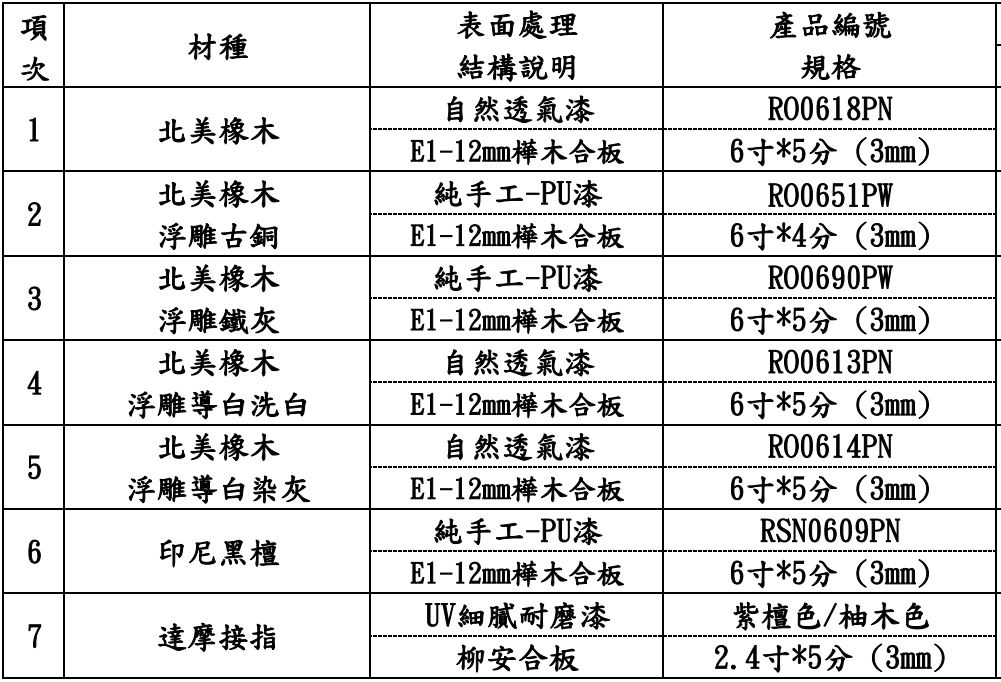 項次 材種 表面處理 產品編號
結構說明 規格
1 北美橡木 自然透氣漆 RO0618PN
E1-12mm樺木合板 6寸*5分 (3mm)
2 北美橡木 純手工-PU漆 RO0651PW
浮雕古銅 E1-12mm樺木合板 6寸*4分 (3mm)
3 北美橡木 純手工-PU漆 RO0690PW
浮雕鐵灰 E1-12mm樺木合板 6寸*5分 (3mm)
4 北美橡木 自然透氣漆 RO0613PN
浮雕導白洗白 E1-12mm樺木合板 6寸*5分 (3mm)
5 北美橡木 自然透氣漆 RO0614PN
浮雕導白染灰 E1-12mm樺木合板 6寸*5分 (3mm)
6 印尼黑檀 純手工-PU漆 RSN0609PN
E1-12mm樺木合板 6寸*5分 (3mm)
7 達摩接指 UV細膩耐磨漆 紫檀色/柚木色
柳安合板 2.4寸*5分 (3mm)